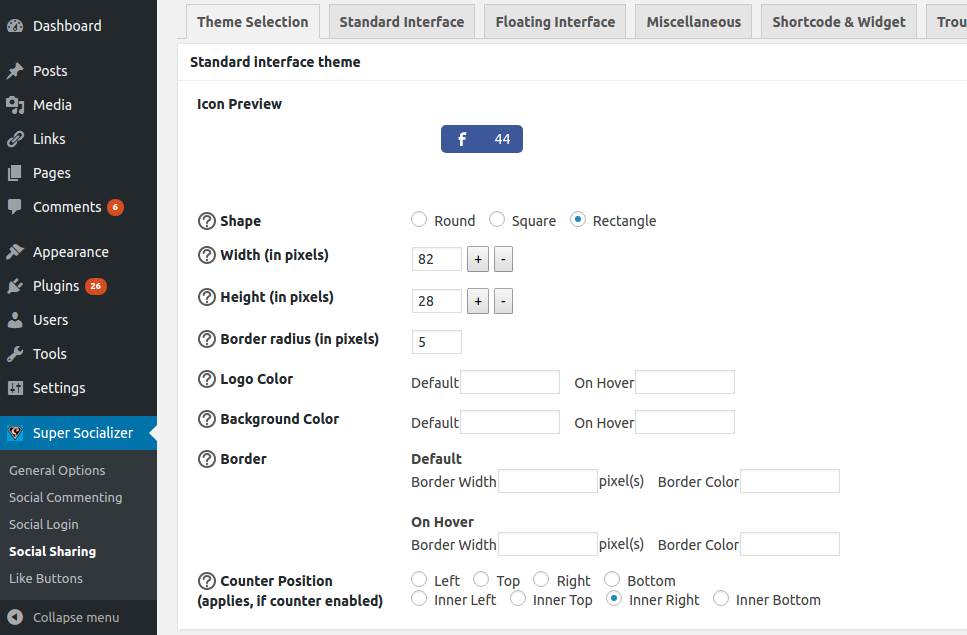 Dashboard
Posts
Media
Links
Pages
Comments 6
Appearance
Plugins 26
Users
Tools
Settings
Super Socializer
General Options
Social Commenting
Social Login
Social Sharing
Like Buttons
Collapse menu
Theme Selection Standard Interface Floating Interface Miscellaneous Shortcode & Widget Trou
Standard interface theme
Icon Preview
f 44
? Shape Round Square Rectangle
? Width (in pixels) 82 + -
? Height (in pixels) 28 + -
? Border radius (in pixels) 5
? Logo Color Default On Hover
? Background Color Default On Hover
? Border Default
Border Width pixel(s) Border Color
On Hover
Border Width pixel(s) Border Color
? Counter Position Left Top Right Bottom
(applies, if counter enabled) Inner Left Inner Top Inner Right Inner Bottom